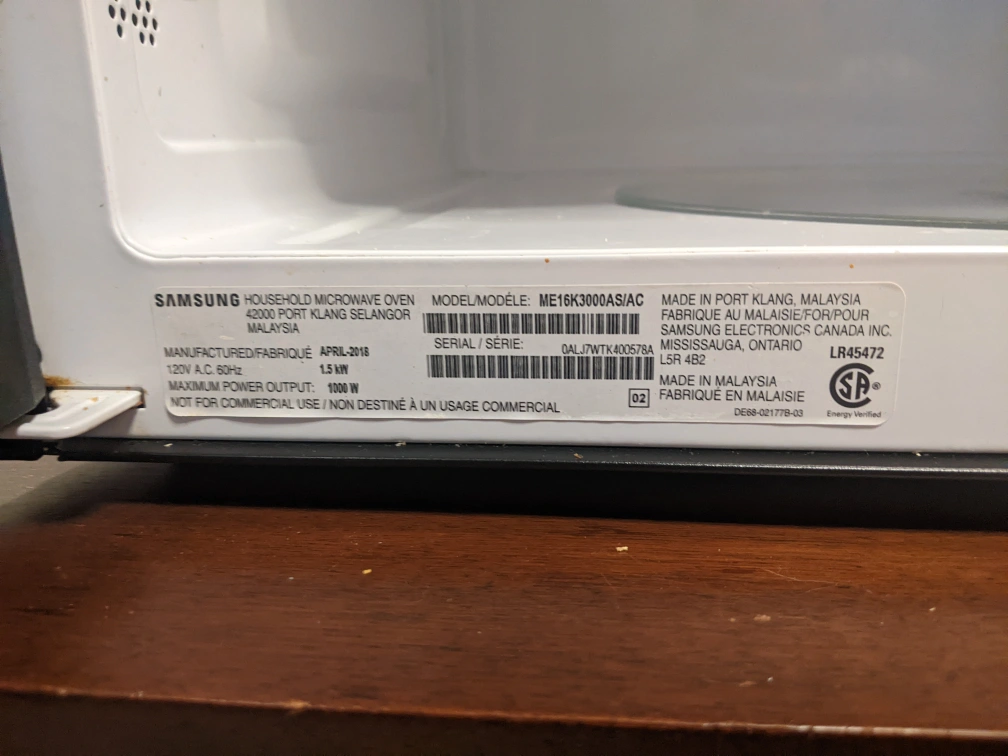 SAMSUNG HOUSEHOLD MICROWAVE OVEN
42000 PORT KLANG SELANGOR
MALAYSIA
MANUFACTURED/FABRIQUÉ APRIL-2018
120V A.C. 60Hz 1.5 kW
MAXIMUM POWER OUTPUT: 1000 W
NOT FOR COMMERCIAL USE / NON DESTINÉ À UN USAGE COMMERCIAL
MODEL/MODÈLE: ME16K3000AS/AC
SERIAL / SÉRIE: 0ALJ7WTK400578A
02
MADE IN PORT KLANG, MALAYSIA
FABRIQUE AU MALAISIE/FOR/POUR
SAMSUNG ELECTRONICS CANADA INC.
MISSISSAUGA, ONTARIO
L5R 4B2
MADE IN MALAYSIA
FABRIQUÉ EN MALAISIE
LR45472
SA ®
Energy Verified
DE68-02177B-03